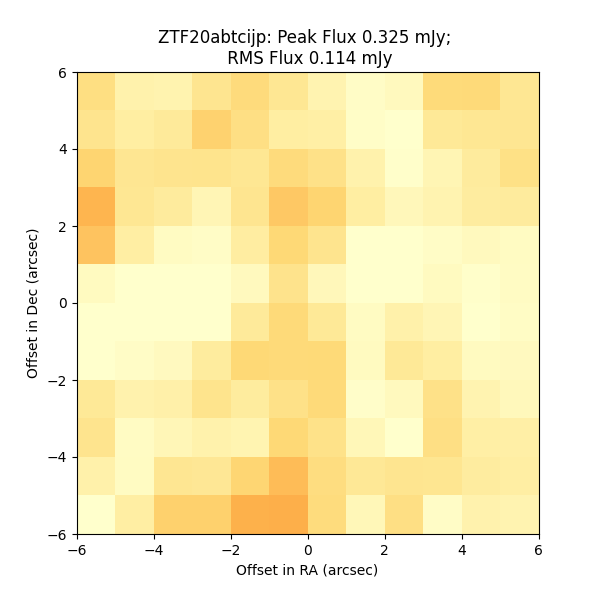 ZTF20abtcijp: Peak Flux 0.325 mJy;
RMS Flux 0.114 mJy
6
4
2
0
−2
−4
−6
Offset in Dec (arcsec)
−6 −4 −2 0 2 4 6
Offset in RA (arcsec)